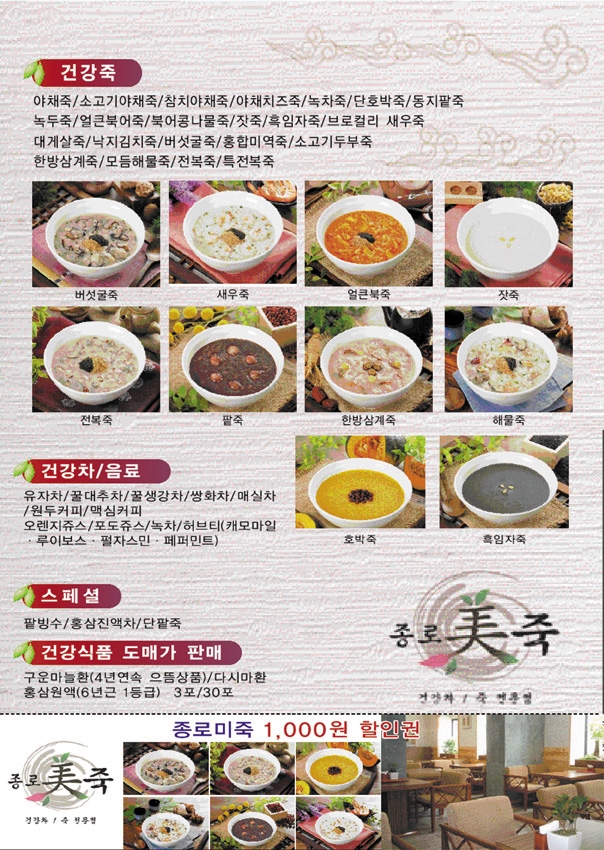 건강죽
야채죽/소고기야채죽/참치야채죽/야채치즈죽/녹차죽/단호박죽/동지팥죽
녹두죽/얼큰북어죽/북어콩나물죽/잣죽/흑임자죽/브로컬리 새우죽
대게살죽/낙지김치죽/버섯굴죽/홍합미역죽/소고기두부죽
한방삼계죽/모듬해물죽/전복죽/특전복죽
버섯굴죽 새우죽 얼큰북죽 잣죽
전복죽 팥죽 한방삼계죽 해물죽
건강차/음료
유자차/꿀대추차/꿀생강차/쌍화차/매실차
/원두커피/맥심커피
오렌지쥬스/포도쥬스/녹차/허브티(캐모마일
·루이보스·펄자스민·페퍼민트)
호박죽 흑임자죽
스페셜
팥빙수/홍삼진액차/단팥죽
건강식품 도매가 판매
구운마늘환(4년연속 으뜸상품)/다시마환
홍삼원액(6년근 1등급) 3포/30포
종로美죽
건강차 / 죽 전문점
종로미죽 1,000원 할인권
종로美죽
건강차 / 죽 전문점